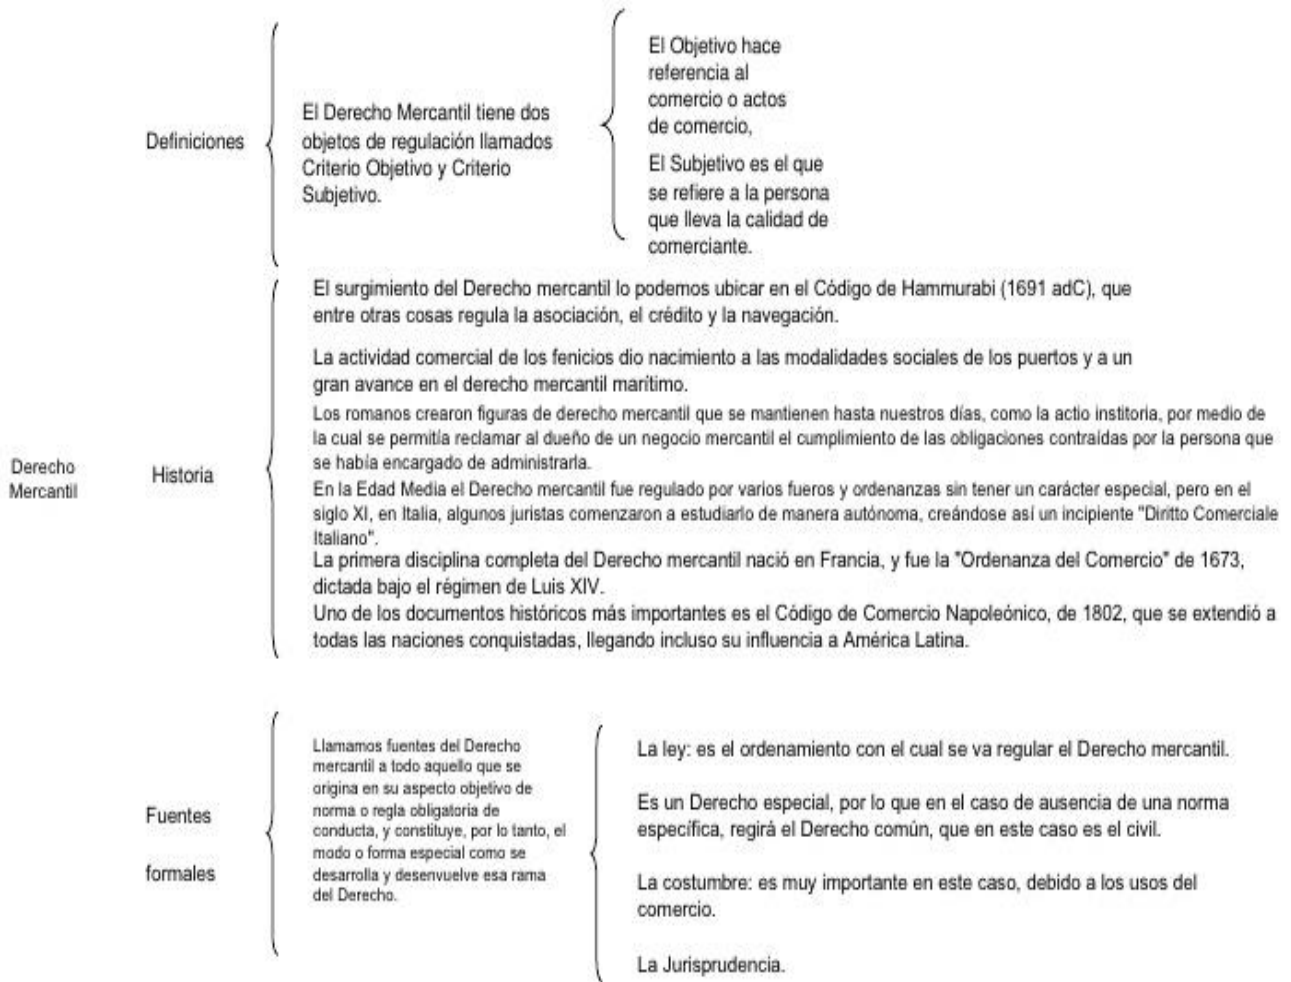 Derecho
Mercantil
Definiciones
El Derecho Mercantil tiene dos
objetos de regulación llamados
Criterio Objetivo y Criterio
Subjetivo.
El Objetivo hace
referencia al
comercio o actos
de comercio,
El Subjetivo es el que
se refiere a la persona
que lleva la calidad de
comerciante.
Historia
El surgimiento del Derecho mercantil lo podemos ubicar en el Código de Hammurabi (1691 adC), que
entre otras cosas regula la asociación, el crédito y la navegación.
La actividad comercial de los fenicios dio nacimiento a las modalidades sociales de los puertos y a un
gran avance en el derecho mercantil marítimo.
Los romanos crearon figuras de derecho mercantil que se mantienen hasta nuestros días, como la actio institoria, por medio de
la cual se permitía reclamar al dueño de un negocio mercantil el cumplimiento de las obligaciones contraídas por la persona que
se había encargado de administrarla.
En la Edad Media el Derecho mercantil fue regulado por varios fueros y ordenanzas sin tener un carácter especial, pero en el
siglo XI, en Italia, algunos juristas comenzaron a estudiarlo de manera autónoma, creándose así un incipiente "Diritto Comerciale
Italiano".
La primera disciplina completa del Derecho mercantil nació en Francia, y fue la "Ordenanza del Comercio" de 1673,
dictada bajo el régimen de Luis XIV.
Uno de los documentos históricos más importantes es el Código de Comercio Napoleónico, de 1802, que se extendió a
todas las naciones conquistadas, llegando incluso su influencia a América Latina.
Fuentes
formales
Llamamos fuentes del Derecho
mercantil a todo aquello que se
origina en su aspecto objetivo de
norma o regla obligatoria de
conducta, y constituye, por lo tanto, el
modo o forma especial como se
desarrolla y desenvuelve esa rama
del Derecho.
La ley: es el ordenamiento con el cual se va regular el Derecho mercantil.
Es un Derecho especial, por lo que en el caso de ausencia de una norma
específica, regirá el Derecho común, que en este caso es el civil.
La costumbre: es muy importante en este caso, debido a los usos del
comercio.
La Jurisprudencia.